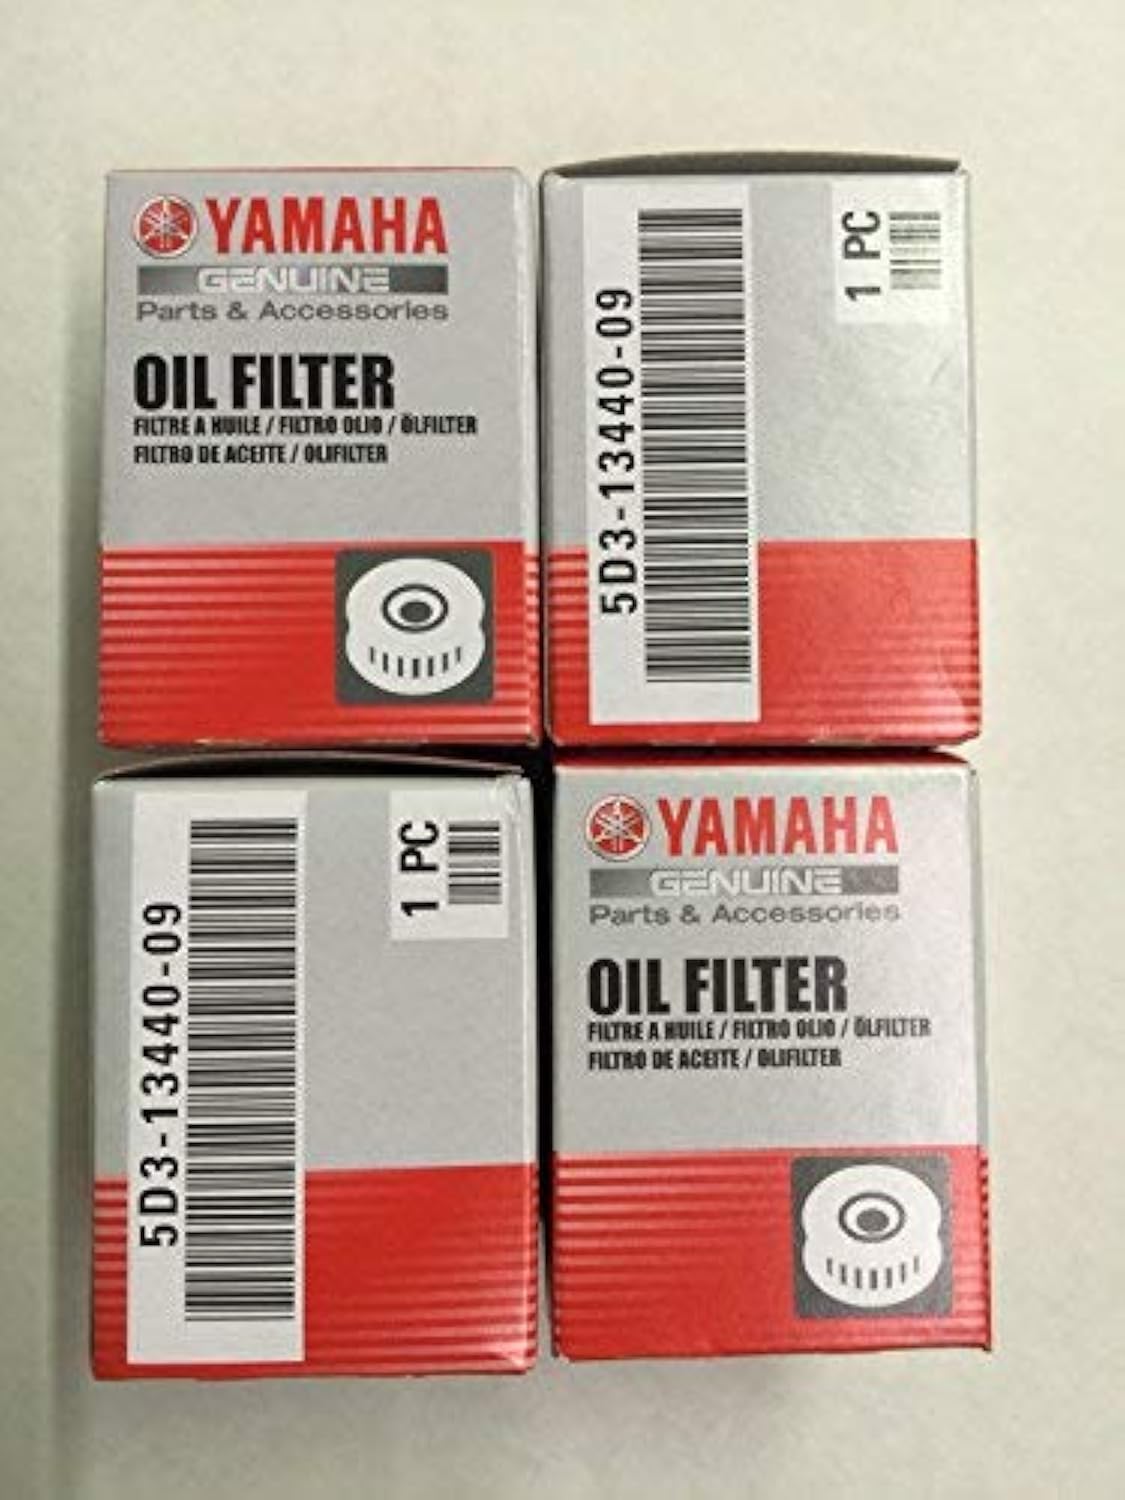 YAMAHA
GENUINE
Parts & Accessories
OIL FILTER
FILTRE A HUILE / FILTRO OLIO / ÖLFILTER
FILTRO DE ACEITE / OLIFILTER
5D3-13440-09
1 PC
5D3-13440-09
1 PC
YAMAHA
GENUINE
Parts & Accessories
OIL FILTER
FILTRE A HUILE / FILTRO OLIO / ÖLFILTER
FILTRO DE ACEITE / OLIFILTER